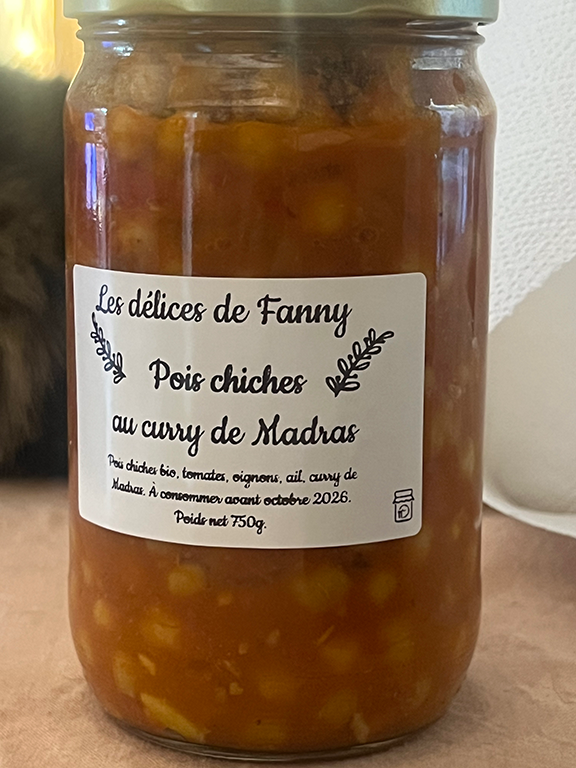 Les délices de Fanny
Pois chiches
au curry de Madras
Pois chiches bio, tomates, oignons, ail, curry de
Madras. À consommer avant octobre 2026.
Poids net 750g.